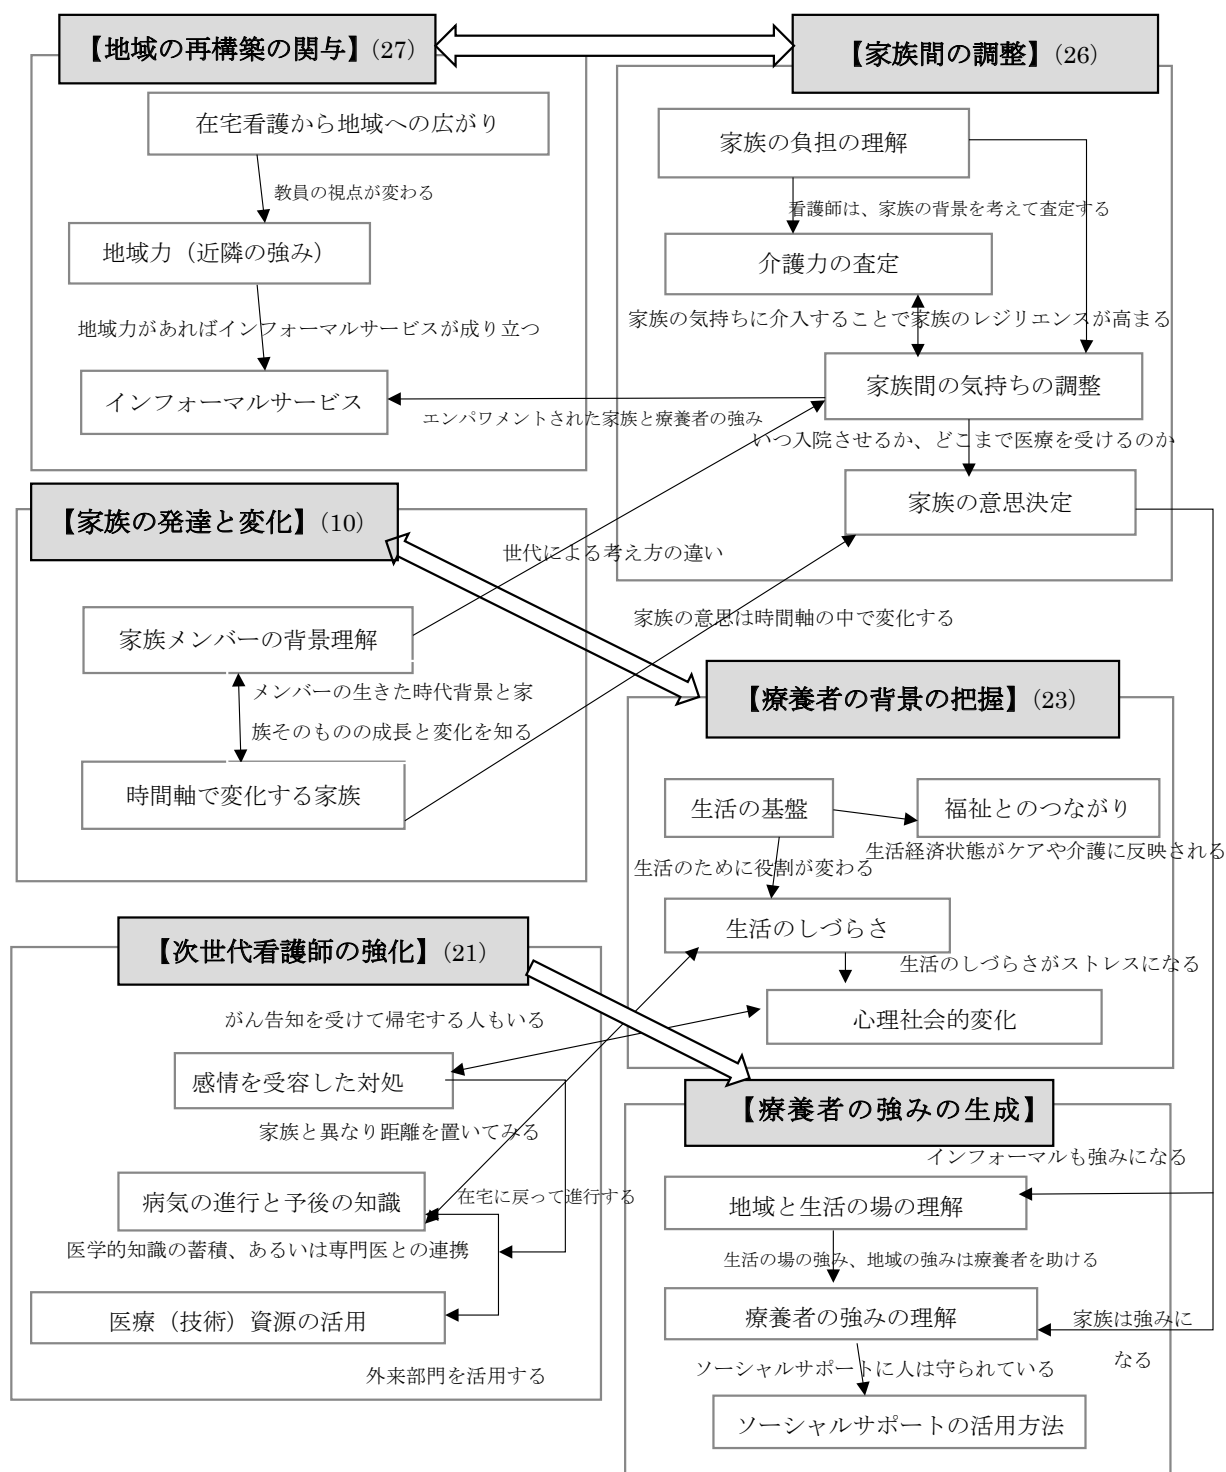 【地域の再構築の関与】(27)
【家族間の調整】(26)
在宅看護から地域への広がり
教員の視点が変わる
地域力（近隣の強み）
地域力があればインフォーマルサービスが成り立つ
インフォーマルサービス
家族の負担の理解
看護師は、家族の背景を考えて査定する
介護力の査定
家族の気持ちに介入することで家族のレジリエンスが高まる
家族間の気持ちの調整
エンパワメントされた家族と療養者の強み
いつ入院させるか、どこまで医療を受けるのか
家族の意思決定
【家族の発達と変化】(10)
世代による考え方の違い
家族の意思は時間軸の中で変化する
家族メンバーの背景理解
メンバーの生きた時代背景と家
族そのものの成長と変化を知る
時間軸で変化する家族
【療養者の背景の把握】(23)
生活の基盤
福祉とのつながり
生活経済状態がケアや介護に反映される
生活のために役割が変わる
生活のしづらさ
生活のしづらさがストレスになる
心理社会的変化
【次世代看護師の強化】(21)
がん告知を受けて帰宅する人もいる
感情を受容した対処
家族と異なり距離を置いてみる
病気の進行と予後の知識
在宅に戻って進行する
医学的知識の蓄積、あるいは専門医との連携
医療（技術）資源の活用
外来部門を活用する
【療養者の強みの生成】
インフォーマルも強みになる
地域と生活の場の理解
生活の場の強み、地域の強みは療養者を助ける
療養者の強みの理解
家族は強みに
なる
ソーシャルサポートに人は守られている
ソーシャルサポートの活用方法